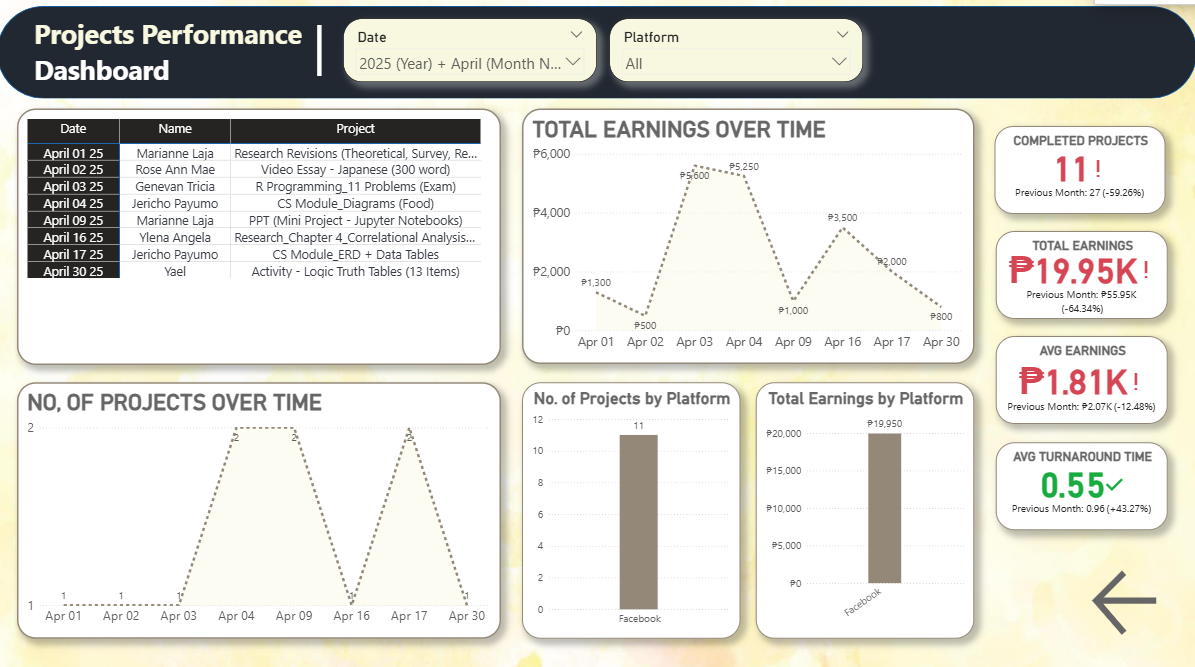 Projects Performance
Dashboard
Date
2025 (Year) + April (Month N...
Platform
All
Date Name Project
April 01 25 Marianne Laja Research Revisions (Theoretical, Survey, Re...
April 02 25 Rose Ann Mae Video Essay - Japanese (300 word)
April 03 25 Genevan Tricia R Programming_11 Problems (Exam)
April 04 25 Jericho Payumo CS Module_Diagrams (Food)
April 09 25 Marianne Laja PPT (Mini Project - Jupyter Notebooks)
April 16 25 Ylena Angela Research_Chapter 4_Correlational Analysis...
April 17 25 Jericho Payumo CS Module_ERD + Data Tables
April 30 25 Yael Activity - Logic Truth Tables (13 Items)
TOTAL EARNINGS OVER TIME
₱6,000
₱4,000
₱2,000
₱0
₱1,300
₱500
₱5,600
₱5,250
₱1,000
₱3,500
₱2,000
₱800
Apr 01 Apr 02 Apr 03 Apr 04 Apr 09 Apr 16 Apr 17 Apr 30
COMPLETED PROJECTS
11 !
Previous Month: 27 (-59.26%)
TOTAL EARNINGS
₱19.95K !
Previous Month: ₱55.95K
(-64.34%)
AVG EARNINGS
₱1.81K !
Previous Month: ₱2.07K (-12.48%)
AVG TURNAROUND TIME
0.55
Previous Month: 0.96 (+43.27%)
NO, OF PROJECTS OVER TIME
2
1
1 1 1 2 2 1 2 1
Apr 01 Apr 02 Apr 03 Apr 04 Apr 09 Apr 16 Apr 17 Apr 30
No. of Projects by Platform
12
10
8
6
4
2
0
11
Facebook
Total Earnings by Platform
₱20,000
₱15,000
₱10,000
₱5,000
₱0
₱19,950
Facebook